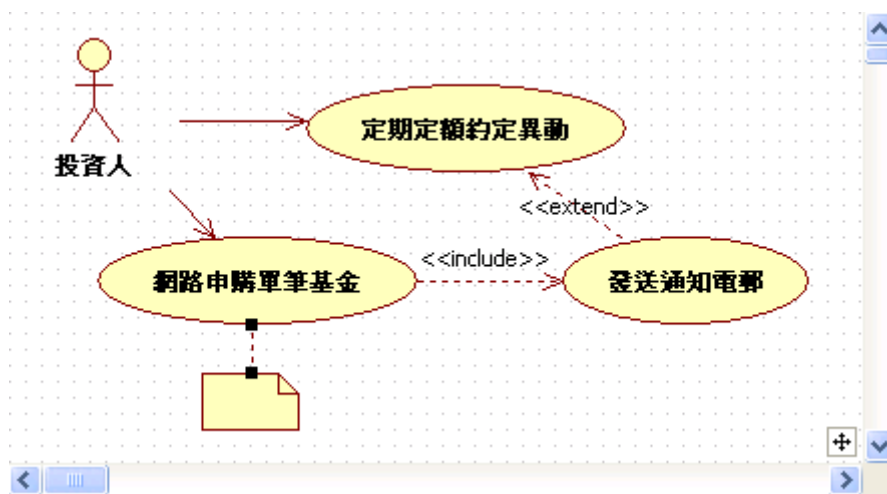 定期定額約定異動
投資人
<<extend>>
<<include>>
網路申購單筆基金
發送通知電郵